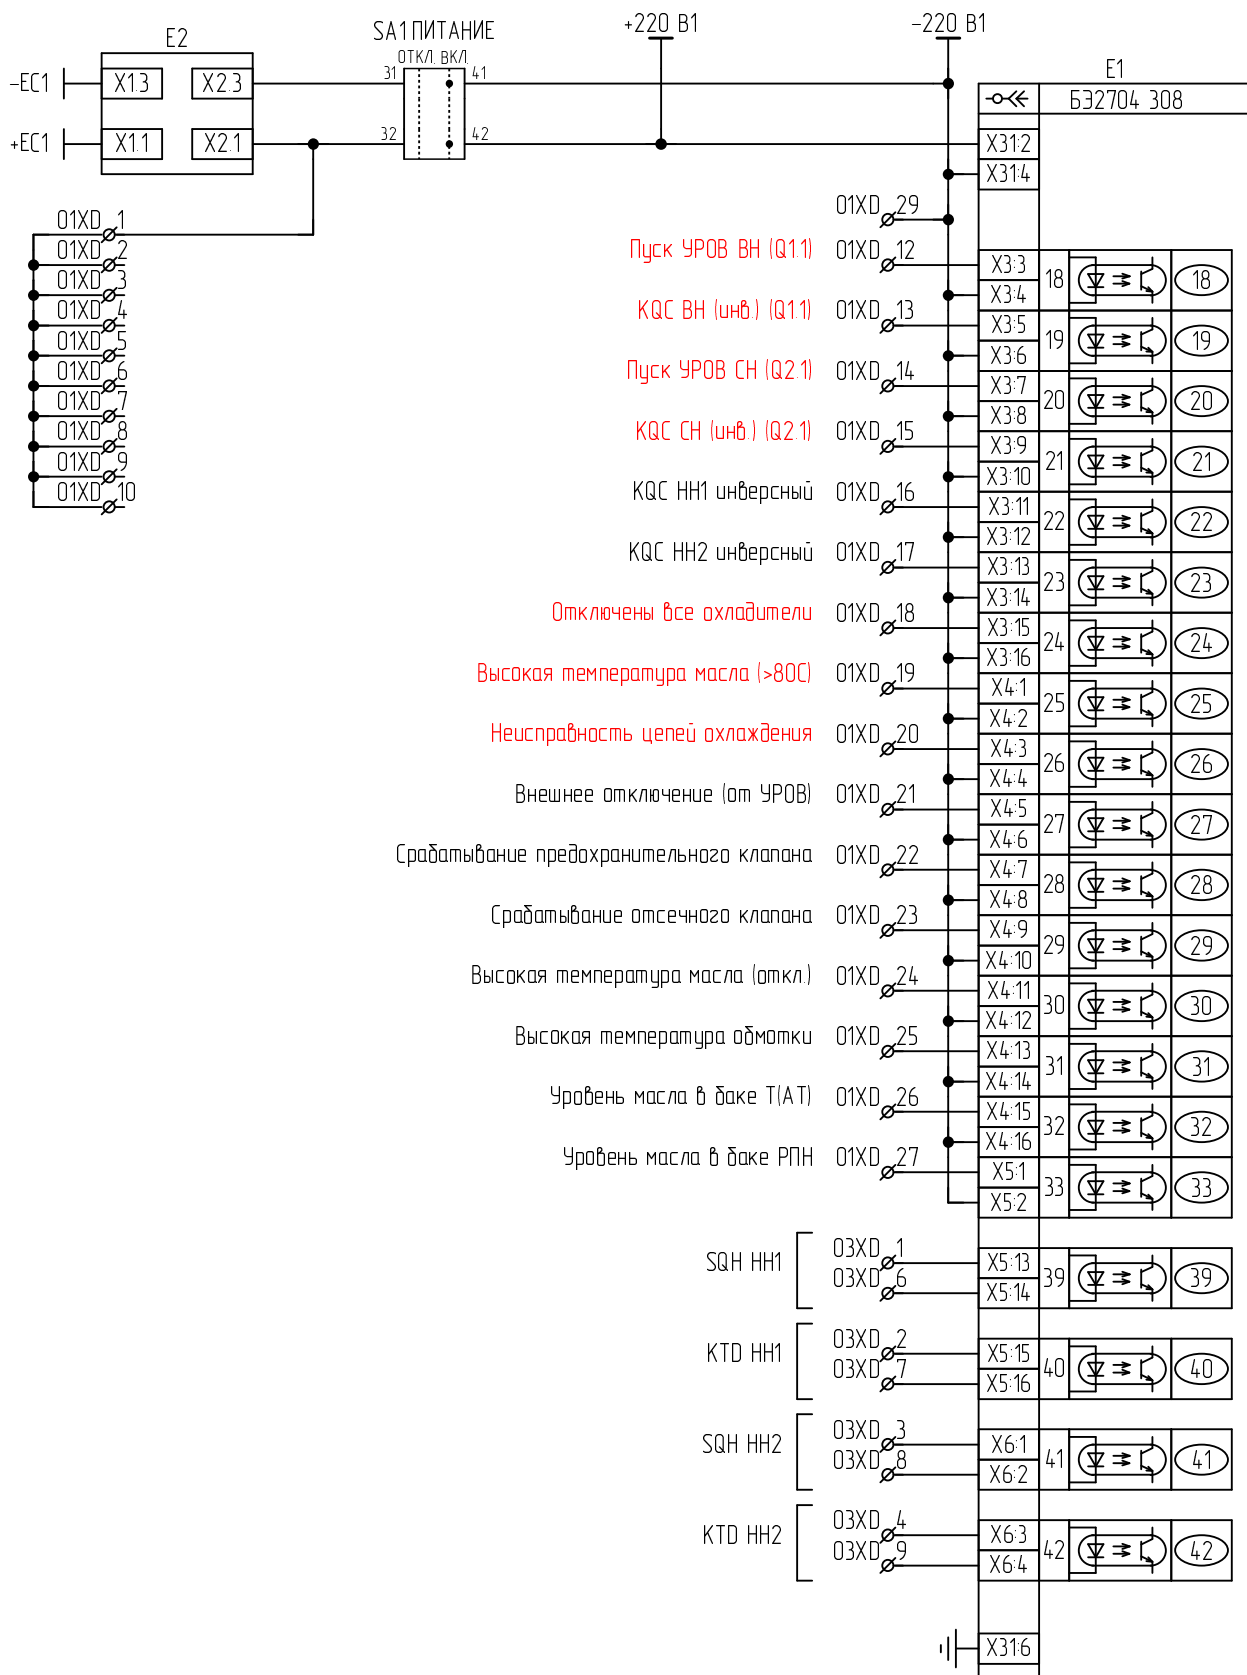 SA1 ПИТАНИЕ
+220 В1
-220 В1
E2
ОТКЛ. ВКЛ.
E1
-ЕС1
X1.3
X2.3
31
41
БЭ2704 308
+ЕС1
X1.1
X2.1
32
42
X31:2
X31:4
01XD 1
01XD 2
01XD 3
01XD 4
01XD 5
01XD 6
01XD 7
01XD 8
01XD 9
01XD 10
01XD 29
Пуск УРОВ ВН (Q1.1) 01XD 12 X3:3
X3:4
18
18
KQC ВН (инв.) (Q1.1) 01XD 13 X3:5
X3:6
19
19
Пуск УРОВ СН (Q2.1) 01XD 14 X3:7
X3:8
20
20
KQC СН (инв.) (Q2.1) 01XD 15 X3:9
X3:10
21
21
KQC НН1 инверсный 01XD 16 X3:11
X3:12
22
22
KQC НН2 инверсный 01XD 17 X3:13
X3:14
23
23
Отключены все охладители 01XD 18 X3:15
X3:16
24
24
Высокая температура масла (>80С) 01XD 19 X4:1
X4:2
25
25
Неисправность цепей охлаждения 01XD 20 X4:3
X4:4
26
26
Внешнее отключение (от УРОВ) 01XD 21 X4:5
X4:6
27
27
Срабатывание предохранительного клапана 01XD 22 X4:7
X4:8
28
28
Срабатывание отсечного клапана 01XD 23 X4:9
X4:10
29
29
Высокая температура масла (откл.) 01XD 24 X4:11
X4:12
30
30
Высокая температура обмотки 01XD 25 X4:13
X4:14
31
31
Уровень масла в баке Т(АТ) 01XD 26 X4:15
X4:16
32
32
Уровень масла в баке РПН 01XD 27 X5:1
X5:2
33
33
SQH НН1
03XD 1 X5:13
03XD 6 X5:14
39
39
KTD НН1
03XD 2 X5:15
03XD 7 X5:16
40
40
SQH НН2
03XD 3 X6:1
03XD 8 X6:2
41
41
KTD НН2
03XD 4 X6:3
03XD 9 X6:4
42
42
X31:6